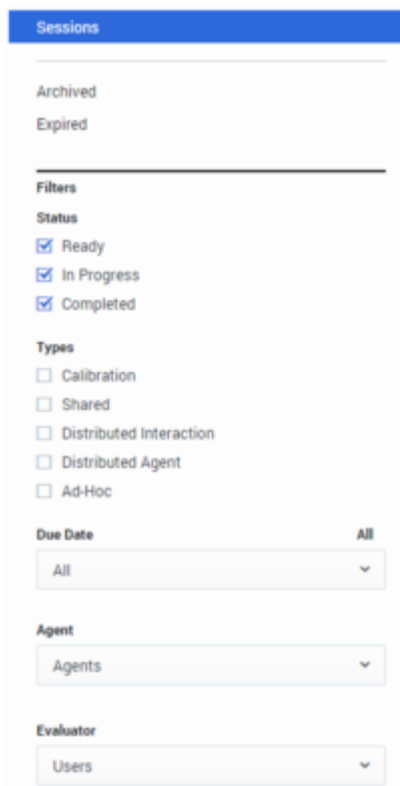 Sessions
Archived
Expired
Filters
Status
Ready
In Progress
Completed
Types
Calibration
Shared
Distributed Interaction
Distributed Agent
Ad-Hoc
Due Date All
All
Agent
Agents
Evaluator
Users